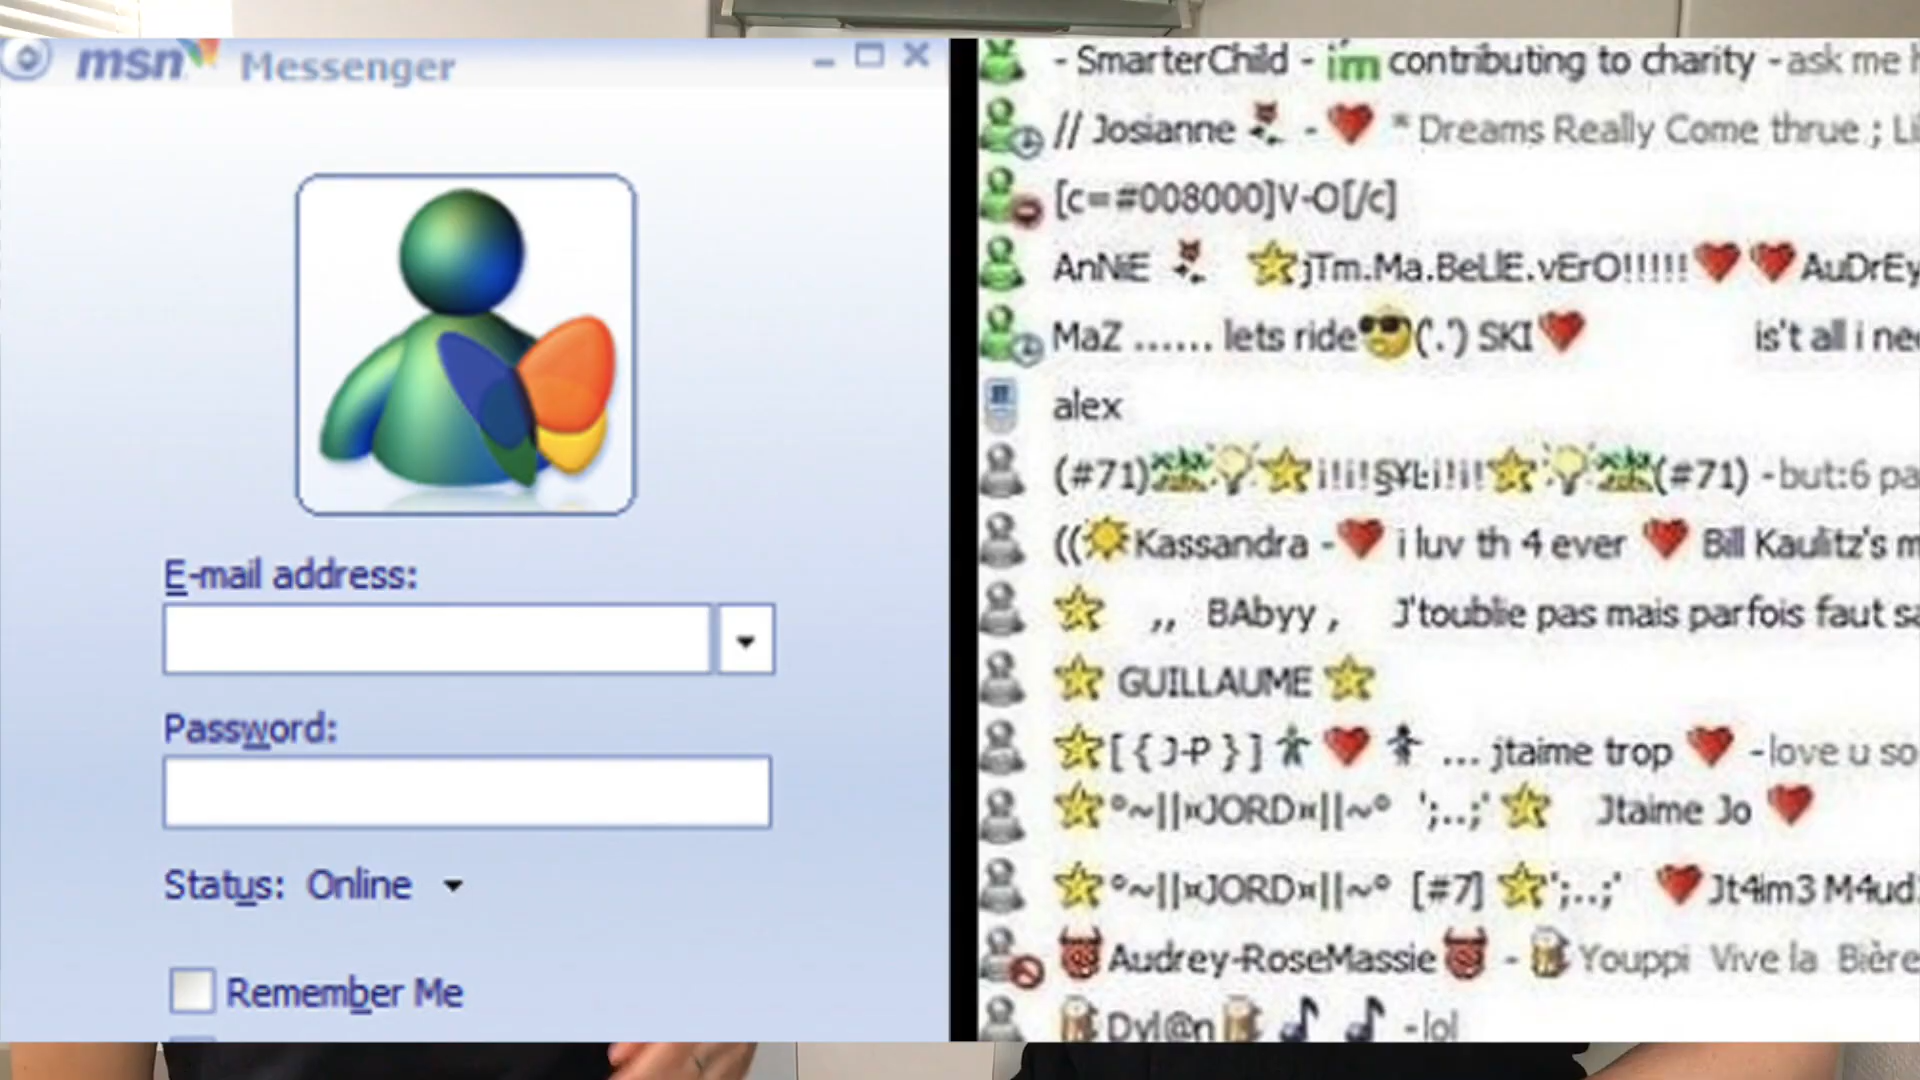 msn Messenger
E-mail address:
Password:
Status: Online
Remember Me
- SmarterChild - i'm contributing to charity - ask me
// Josianne - * Dreams Really Come thrue ; Li
[c=#008000]V-O[/c]
AnNiE jTm.Ma.BeLlE.vErO!!!!!! AuDrEy
MaZ ...... lets ride ('.') SKI is't all i nee
alex
(#71) i!i!§¥Ł¡!i! (#71) - but:6 pa
(( Kassandra - i luv th 4 ever Bill Kaulitz's m
,, BAbyy , J'toublie pas mais parfois faut sa
GUILLAUME
[ { J-P } ] ... jtaime trop - love u so
°~||¤JORD¤||~° ';..;' Jtaime Jo
°~||¤JORD¤||~° [#7] ';..;' Jt4im3 M4ud
Audrey-RoseMassie - Youppi Vive la Bière
Dyl@n - lol